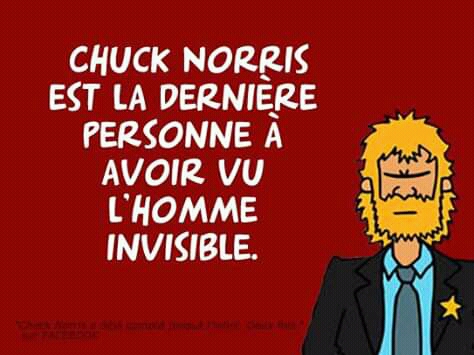 CHUCK NORRIS
EST LA DERNIÈRE
PERSONNE À
AVOIR VU
L'HOMME
INVISIBLE.
"Chuck Norris a déjà compté jusqu'à l'infini. Deux fois."
sur FACEBOOK